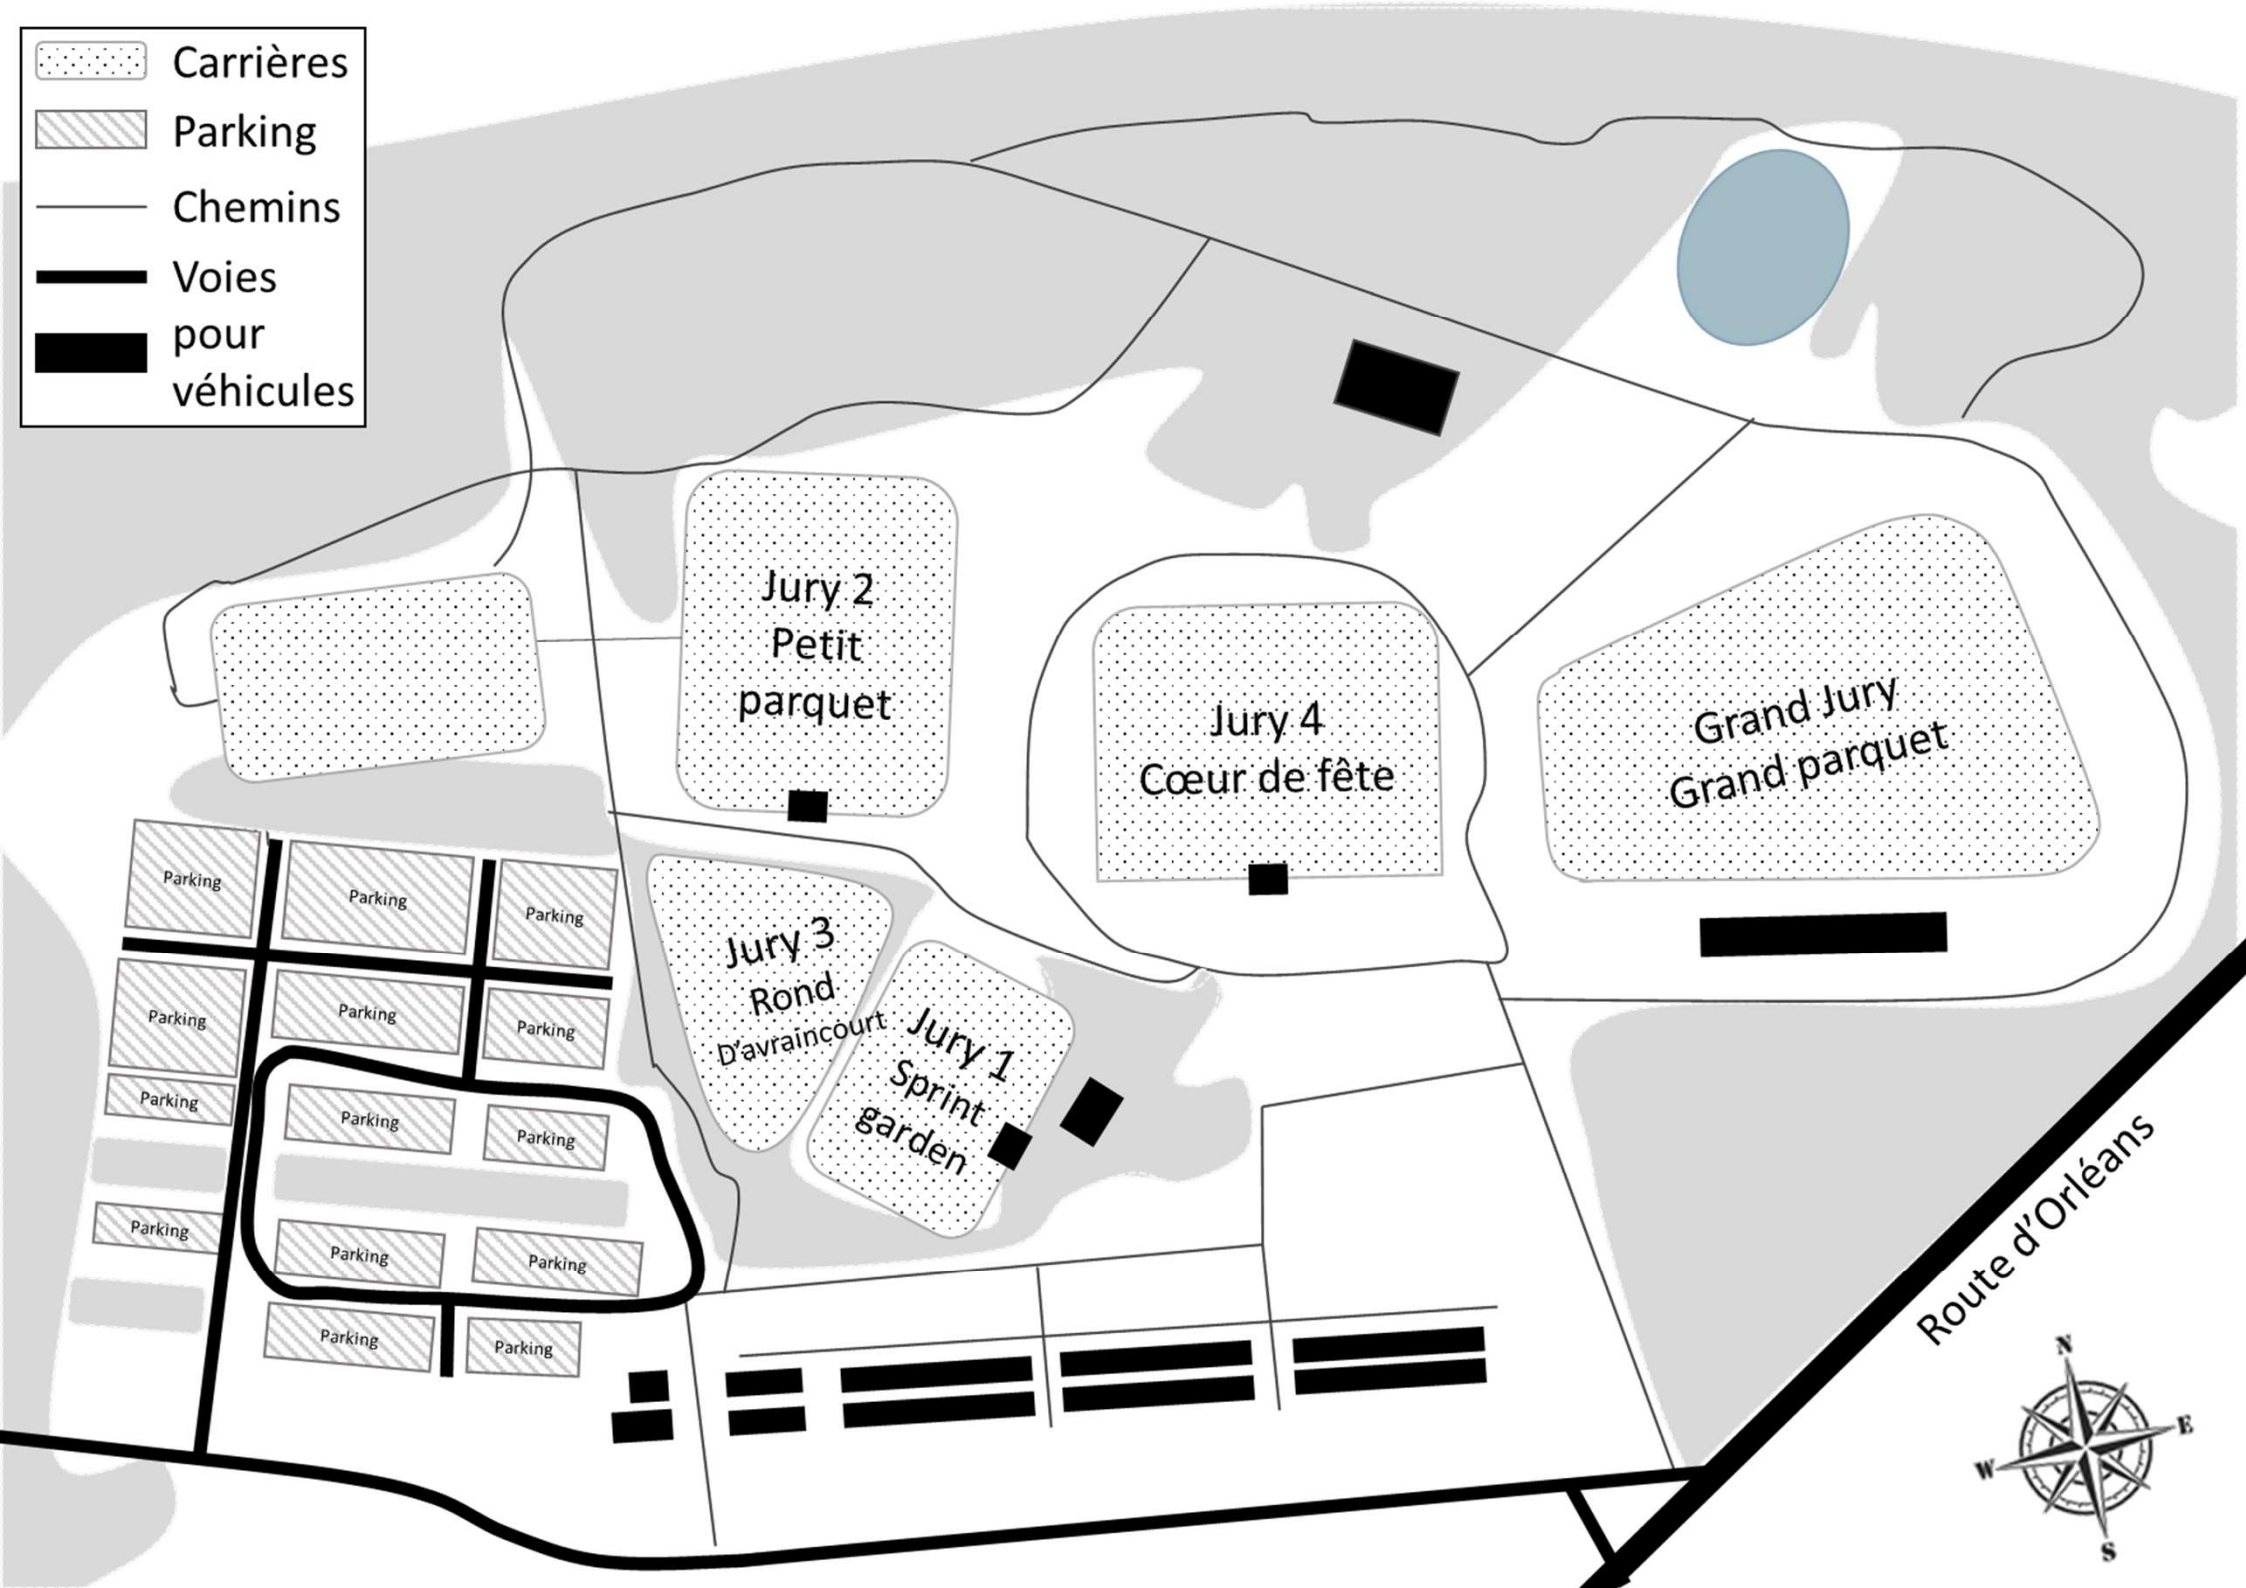 Carrières
Parking
Chemins
Voies
pour
véhicules
Jury 2
Petit
parquet
Jury 4
Cœur de fête
Grand Jury
Grand parquet
Parking
Parking
Parking
Jury 3
Rond
D'avraincourt
Jury 1
Sprint
garden
Parking
Parking
Parking
Parking
Parking
Parking
Parking
Parking
Parking
Parking
Parking
Route d'Orléans
N
E
W
S